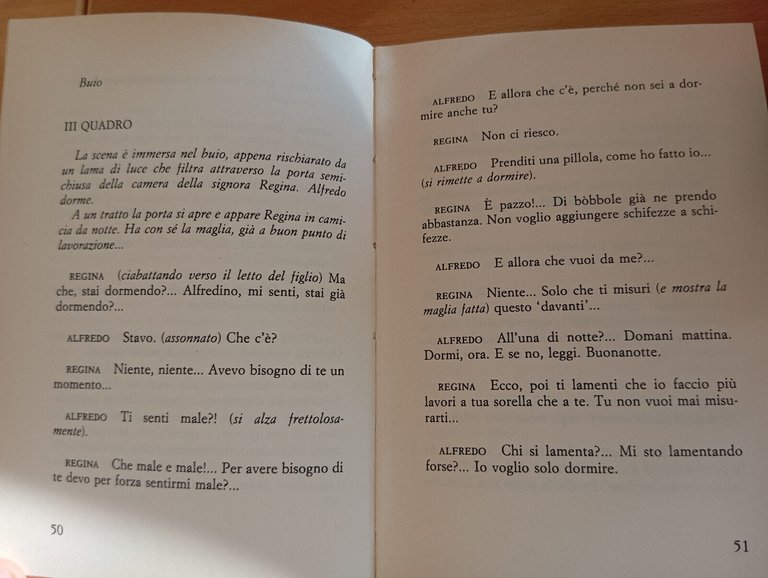 Buio
III QUADRO
La scena è immersa nel buio, appena rischiarato da
un lama di luce che filtra attraverso la porta semi-
chiusa della camera della signora Regina. Alfredo
dorme.
A un tratto la porta si apre e appare Regina in cami-
cia da notte. Ha con sé la maglia, già a buon punto di
lavorazione...
REGINA (ciabattando verso il letto del figlio) Ma
che, stai dormendo?... Alfredino, mi senti, stai già
dormendo?...
ALFREDO Stavo. (assonnato) Che c'è?
REGINA Niente, niente... Avevo bisogno di te un
momento...
ALFREDO Ti senti male?! (si alza frettolosa-
mente).
REGINA Che male e male!... Per avere bisogno di
te devo per forza sentirmi male?...
50
ALFREDO E allora che c'è, perché non sei a dor-
mire anche tu?
REGINA Non ci riesco.
ALFREDO Prenditi una pillola, come ho fatto io...
(si rimette a dormire).
REGINA È pazzo!... Di bòbbole già ne prendo
abbastanza. Non voglio aggiungere schifezze a schi-
fezze.
ALFREDO E allora che vuoi da me?...
REGINA Niente... Solo che ti misuri (e mostra la
maglia fatta) questo 'davanti'...
ALFREDO All'una di notte?... Domani mattina.
Dormi, ora. E se no, leggi. Buonanotte.
REGINA Ecco, poi ti lamenti che io faccio più
lavori a tua sorella che a te. Tu non vuoi mai misu-
rarti...
ALFREDO Chi si lamenta?... Mi sto lamentando
forse?... Io voglio solo dormire.
51